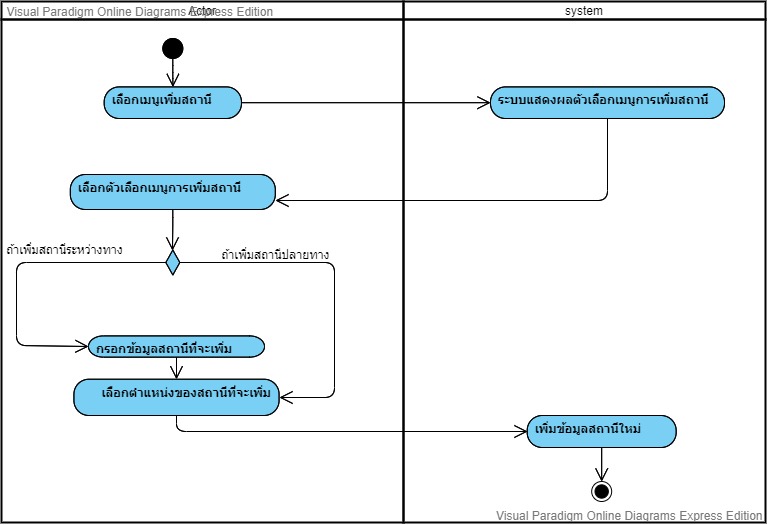 Visual Paradigm Online Diagrams Express Edition
Actor
system
เลือกเมนูเพิ่มสถานี
ระบบแสดงผลตัวเลือกเมนูการเพิ่มสถานี
เลือกตัวเลือกเมนูการเพิ่มสถานี
ถ้าเพิ่มสถานีระหว่างทาง
ถ้าเพิ่มสถานีปลายทาง
กรอกข้อมูลสถานีที่จะเพิ่ม
เลือกตำแหน่งของสถานีที่จะเพิ่ม
เพิ่มข้อมูลสถานีใหม่
Visual Paradigm Online Diagrams Express Edition